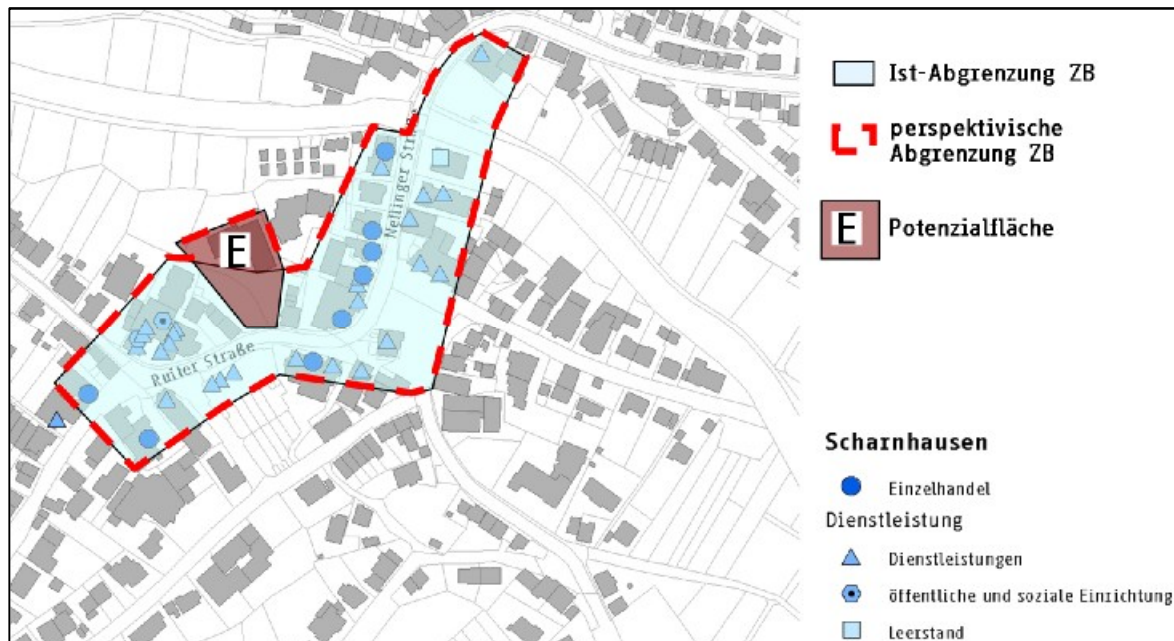 Nellinger Straße
E
Ruiter Straße
Ist-Abgrenzung ZB
perspektivische
Abgrenzung ZB
E Potenzialfläche
Scharnhausen
Einzelhandel
Dienstleistung
Dienstleistungen
öffentliche und soziale Einrichtung
Leerstand